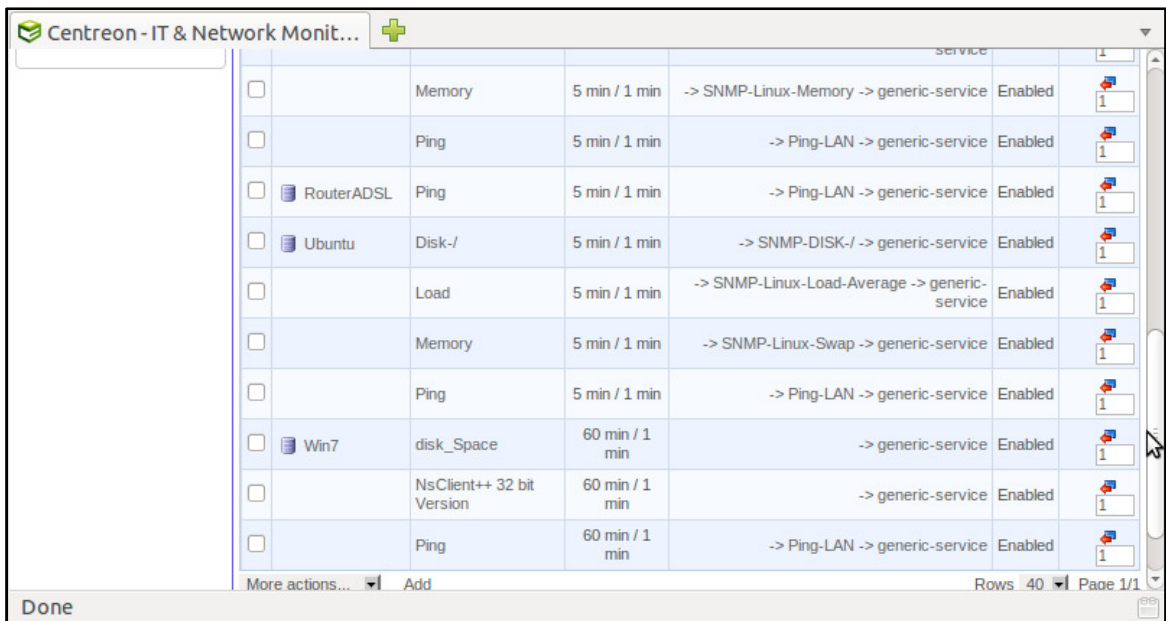 Centreon - IT & Network Monit...
service 1
Memory 5 min / 1 min -> SNMP-Linux-Memory -> generic-service Enabled 1
Ping 5 min / 1 min -> Ping-LAN -> generic-service Enabled 1
RouterADSL Ping 5 min / 1 min -> Ping-LAN -> generic-service Enabled 1
Ubuntu Disk-/ 5 min / 1 min -> SNMP-DISK-/ -> generic-service Enabled 1
Load 5 min / 1 min -> SNMP-Linux-Load-Average -> generic-
service Enabled 1
Memory 5 min / 1 min -> SNMP-Linux-Swap -> generic-service Enabled 1
Ping 5 min / 1 min -> Ping-LAN -> generic-service Enabled 1
Win7 disk_Space 60 min / 1
min -> generic-service Enabled 1
NsClient++ 32 bit
Version 60 min / 1
min -> generic-service Enabled 1
Ping 60 min / 1
min -> Ping-LAN -> generic-service Enabled 1
More actions... Add Rows 40 Page 1/1
Done